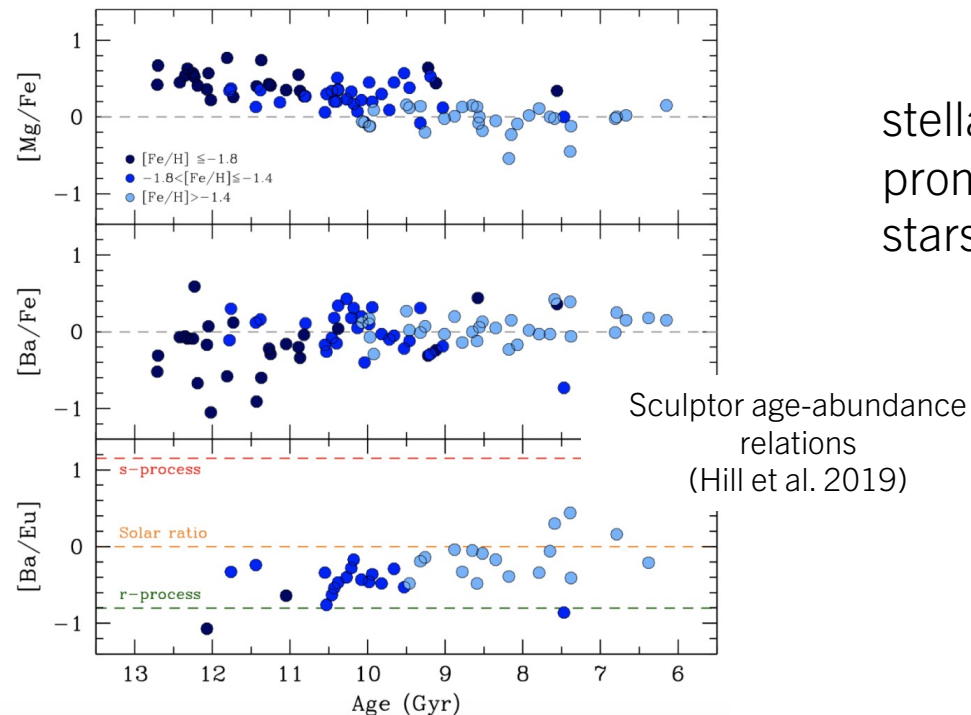 1
0
−1
[Mg/Fe]
[Fe/H] ≦−1.8
−1.8<[Fe/H]≦−1.4
[Fe/H]>−1.4
1
0
−1
[Ba/Fe]
1
0
−1
[Ba/Eu]
s−process
Solar ratio
r−process
13 12 11 10 9 8 7 6
Age (Gyr)
Sculptor age-abundance
relations
(Hill et al. 2019)
stella
pron
stars